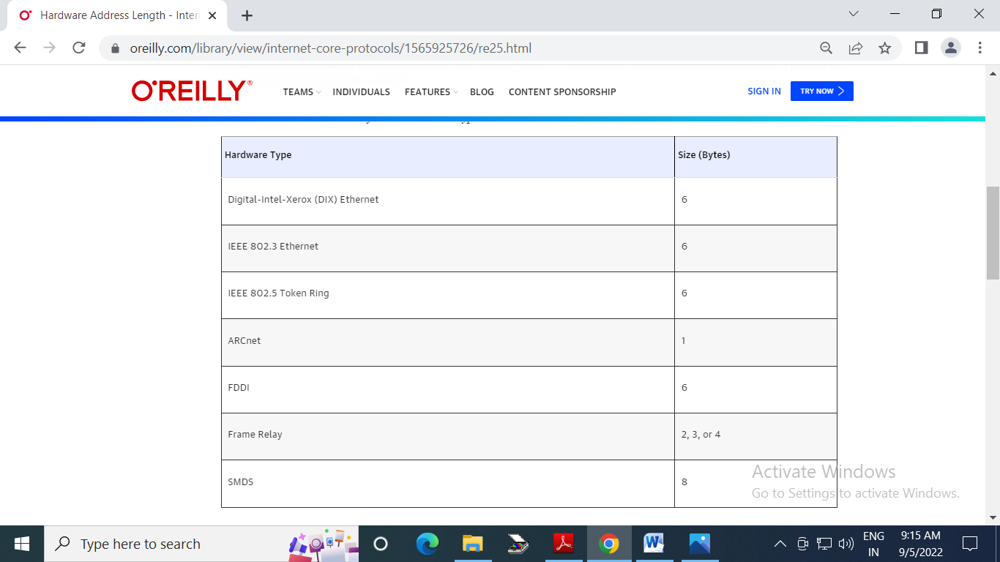 Hardware Address Length - Inter
oreilly.com/library/view/internet-core-protocols/1565925726/re25.html
O'REILLY®
TEAMS INDIVIDUALS FEATURES BLOG CONTENT SPONSORSHIP SIGN IN TRY NOW
Hardware Type Size (Bytes)
Digital-Intel-Xerox (DIX) Ethernet 6
IEEE 802.3 Ethernet 6
IEEE 802.5 Token Ring 6
ARCnet 1
FDDI 6
Frame Relay 2, 3, or 4
SMDS 8
Activate Windows
Go to Settings to activate Windows.
Type here to search
ENG
IN
9:15 AM
9/5/2022